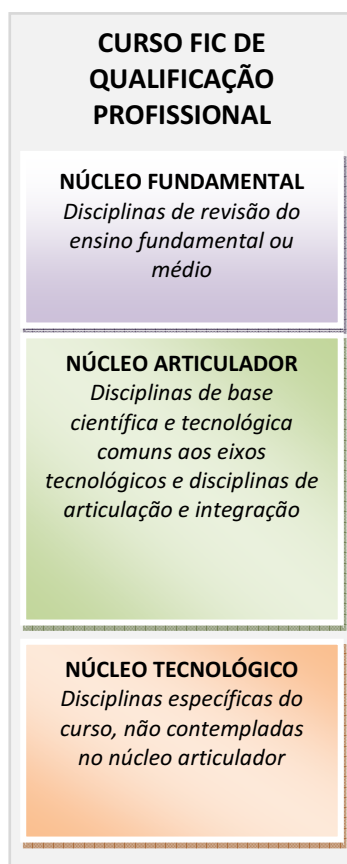 CURSO FIC DE
QUALIFICAÇÃO
PROFISSIONAL
NÚCLEO FUNDAMENTAL
Disciplinas de revisão do
ensino fundamental ou
médio
NÚCLEO ARTICULADOR
Disciplinas de base
científica e tecnológica
comuns aos eixos
tecnológicos e disciplinas de
articulação e integração
NÚCLEO TECNOLÓGICO
Disciplinas específicas do
curso, não contempladas
no núcleo articulador